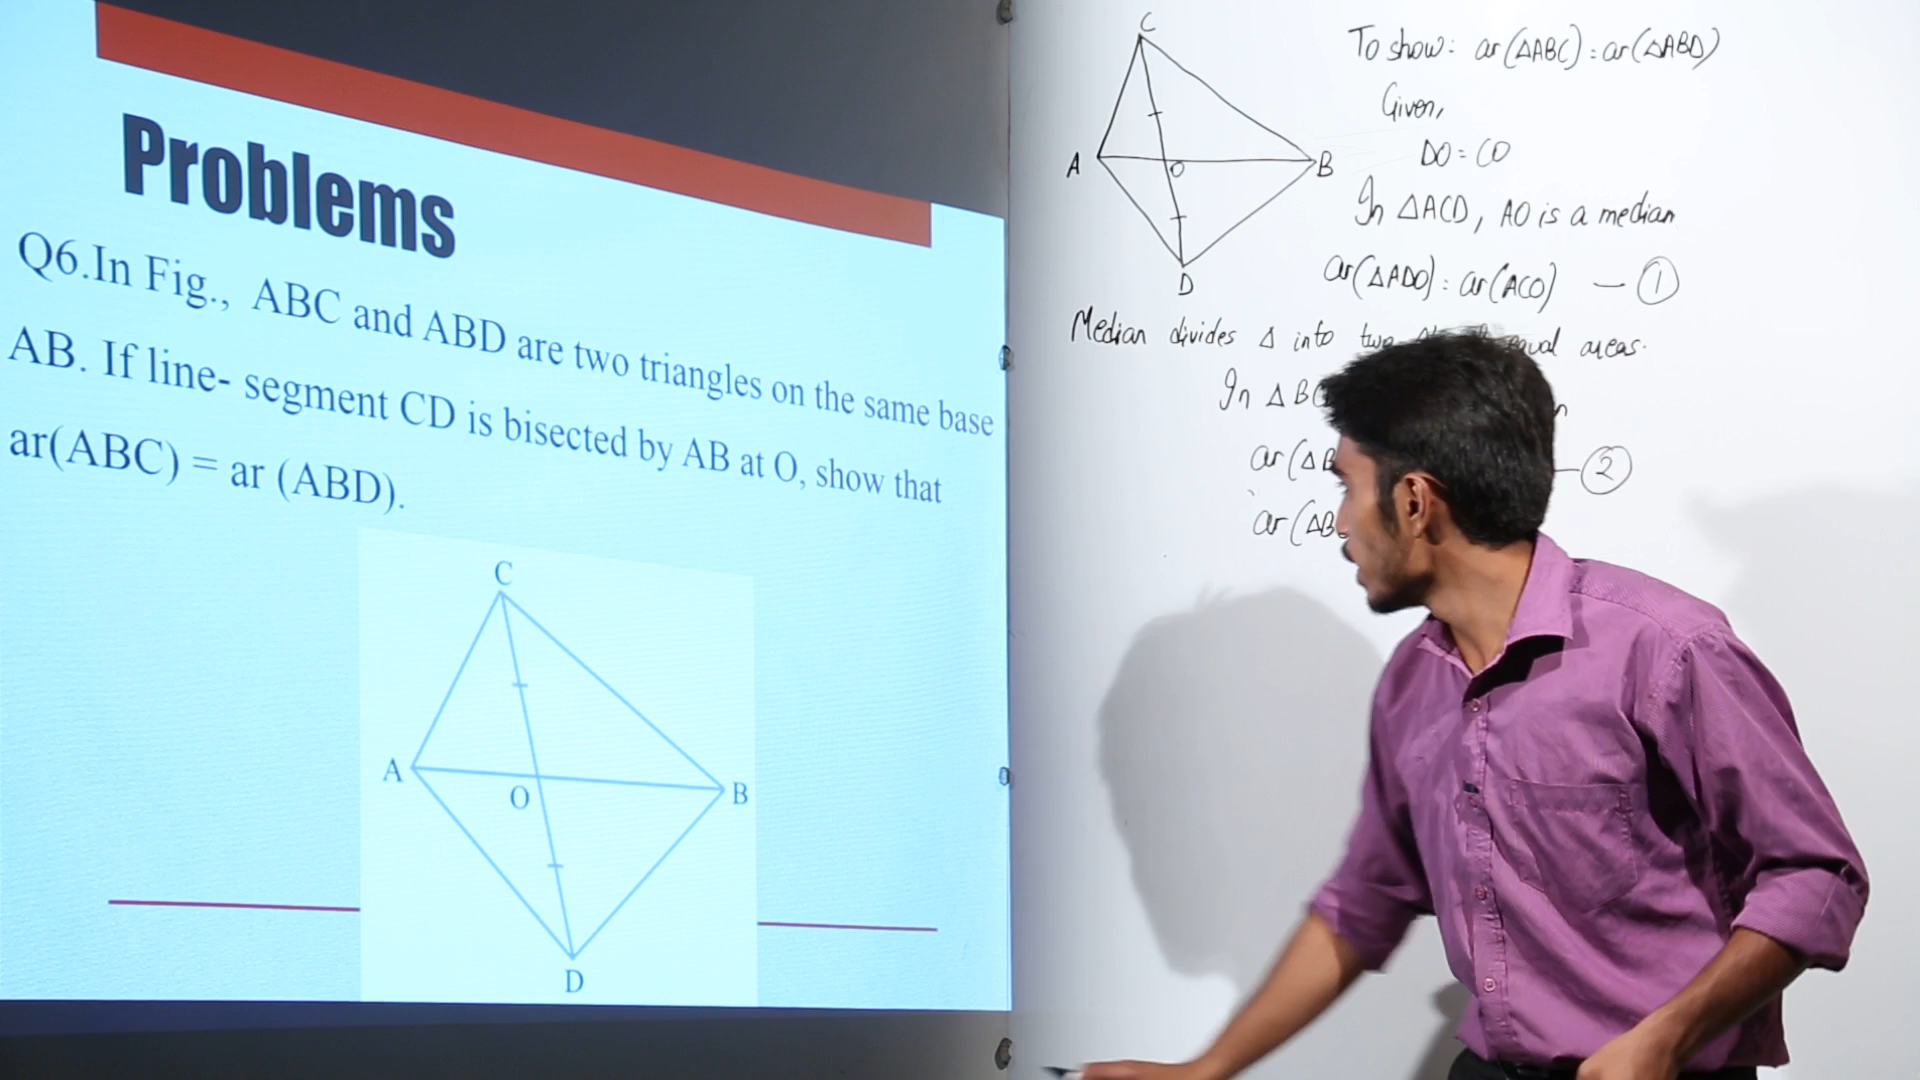 Problems
Q6.In Fig., ABC and ABD are two triangles on the same base
AB. If line- segment CD is bisected by AB at O, show that
ar(ABC) = ar (ABD).
C
A
O
B
D
C
A
O
B
D
To show: ar(△ABC) = ar(△ABD)
Given,
DO = CO
In △ACD, AO is a median
ar(△ADO) = ar(ACO) — ①
Median divides △ into two equal areas.
In △BC
ar(△B — ②
ar(△B